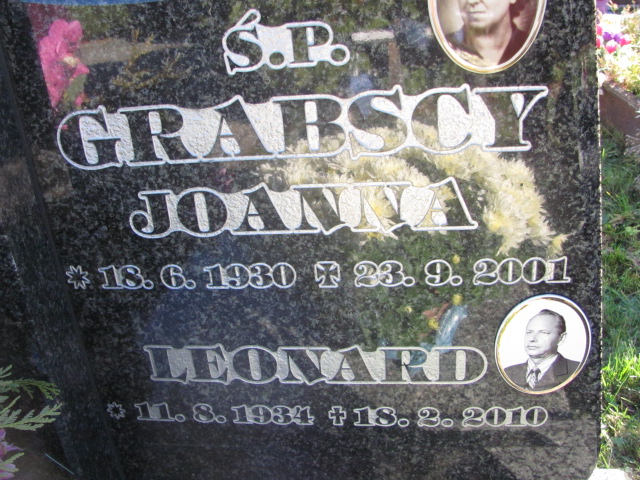 Ś.P.
GRABSCY
JOANNA
* 18. 6. 1930 ✝ 23. 9. 2001
LEONARD
* 11. 8. 1934 ✝ 18. 2. 2010